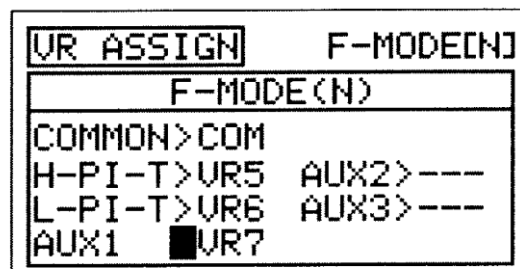 VR ASSIGN F-MODE[N]
F-MODE(N)
COMMON>COM
H-PI-T>VR5 AUX2>---
L-PI-T>VR6 AUX3>---
AUX1 VR7